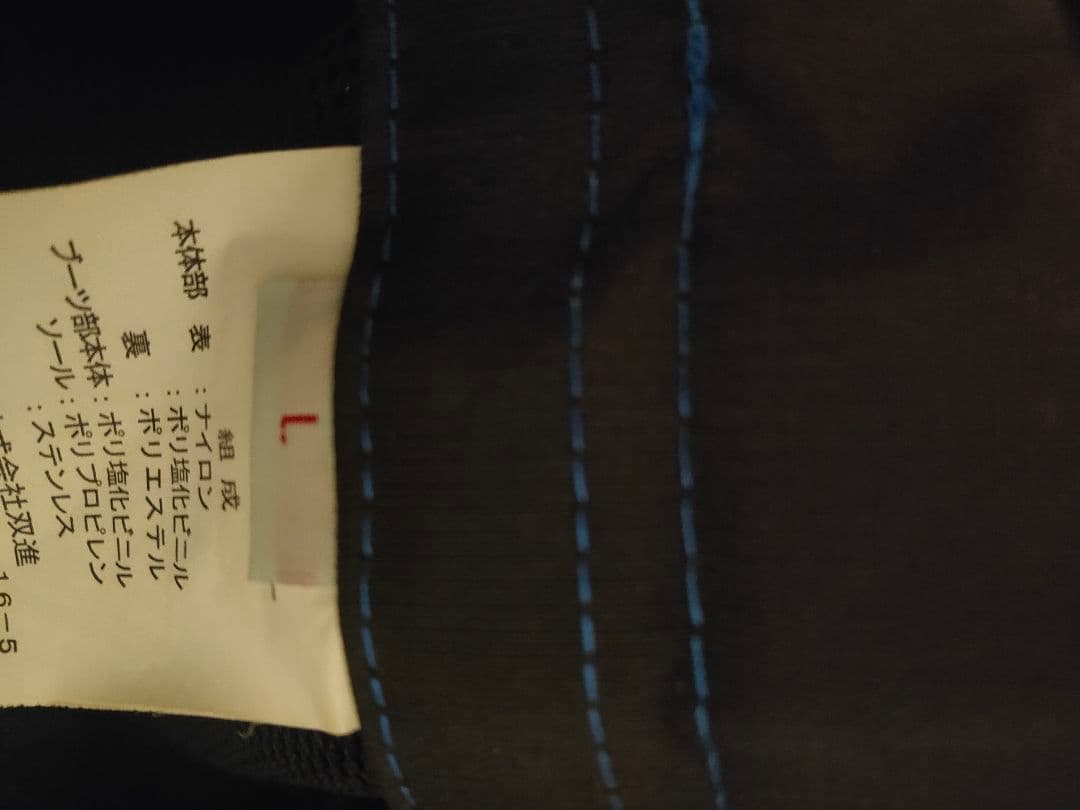 L
組成
本体部 表 :ナイロン
:ポリ塩化ビニル
裏 :ポリエステル
ブーツ部本体:ポリ塩化ビニル
ソール:ポリプロピレン
:ステンレス
会社双進
16-5